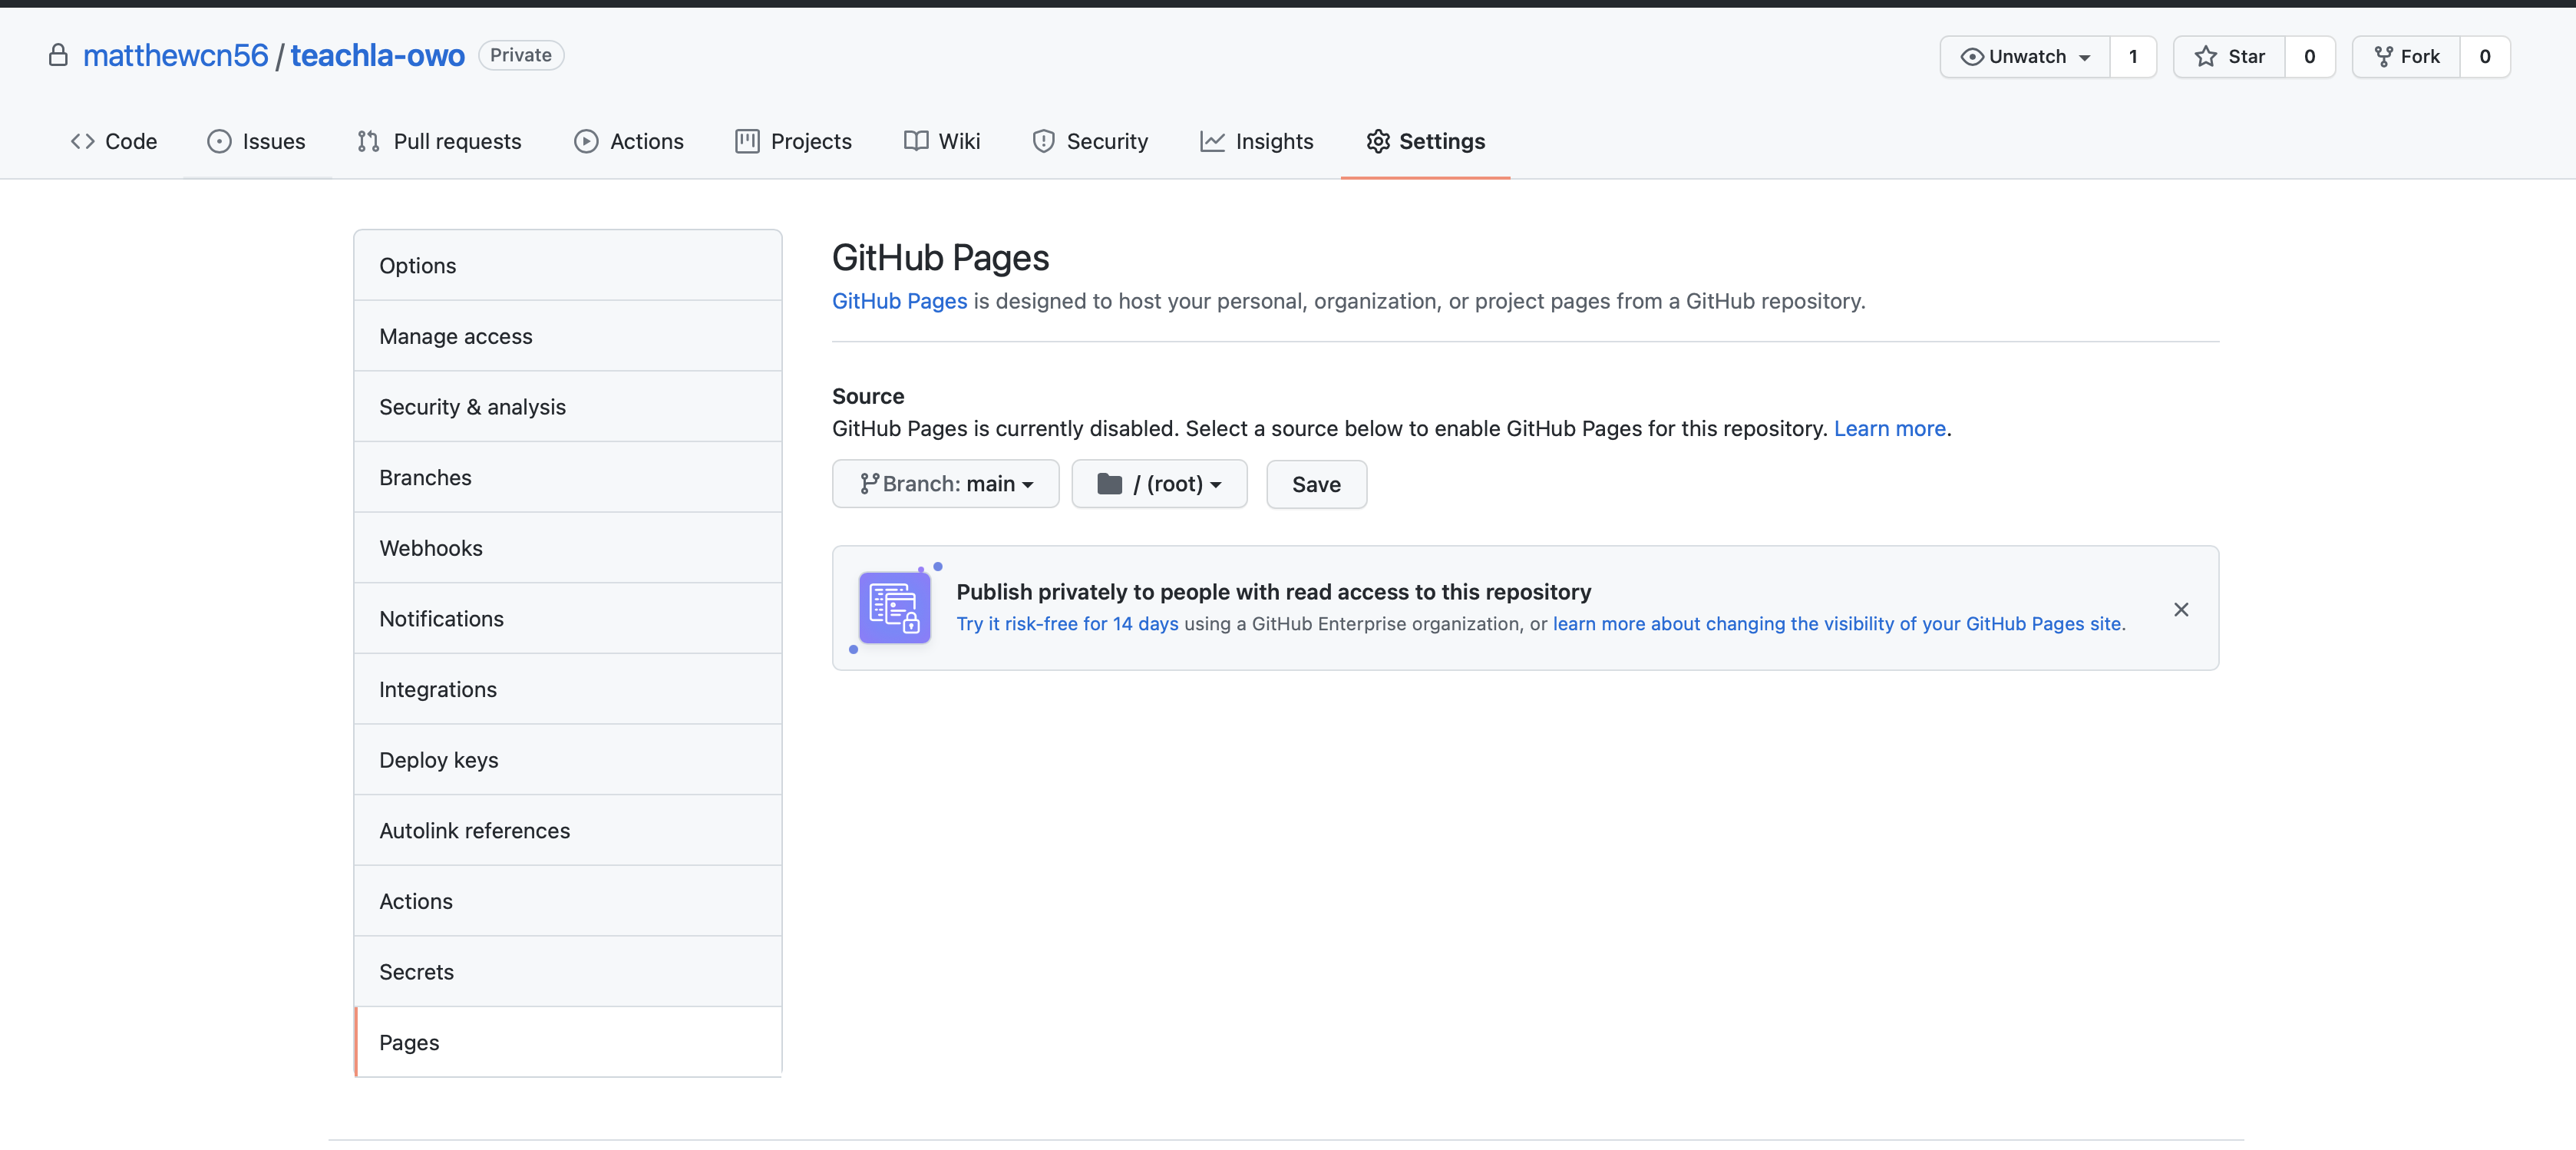 matthewcn56 / teachla-owo Private Unwatch 1 Star 0 Fork 0
Code Issues Pull requests Actions Projects Wiki Security Insights Settings
Options
Manage access
Security & analysis
Branches
Webhooks
Notifications
Integrations
Deploy keys
Autolink references
Actions
Secrets
Pages
GitHub Pages
GitHub Pages is designed to host your personal, organization, or project pages from a GitHub repository.
Source
GitHub Pages is currently disabled. Select a source below to enable GitHub Pages for this repository. Learn more.
Branch: main / (root) Save
Publish privately to people with read access to this repository
Try it risk-free for 14 days using a GitHub Enterprise organization, or learn more about changing the visibility of your GitHub Pages site.